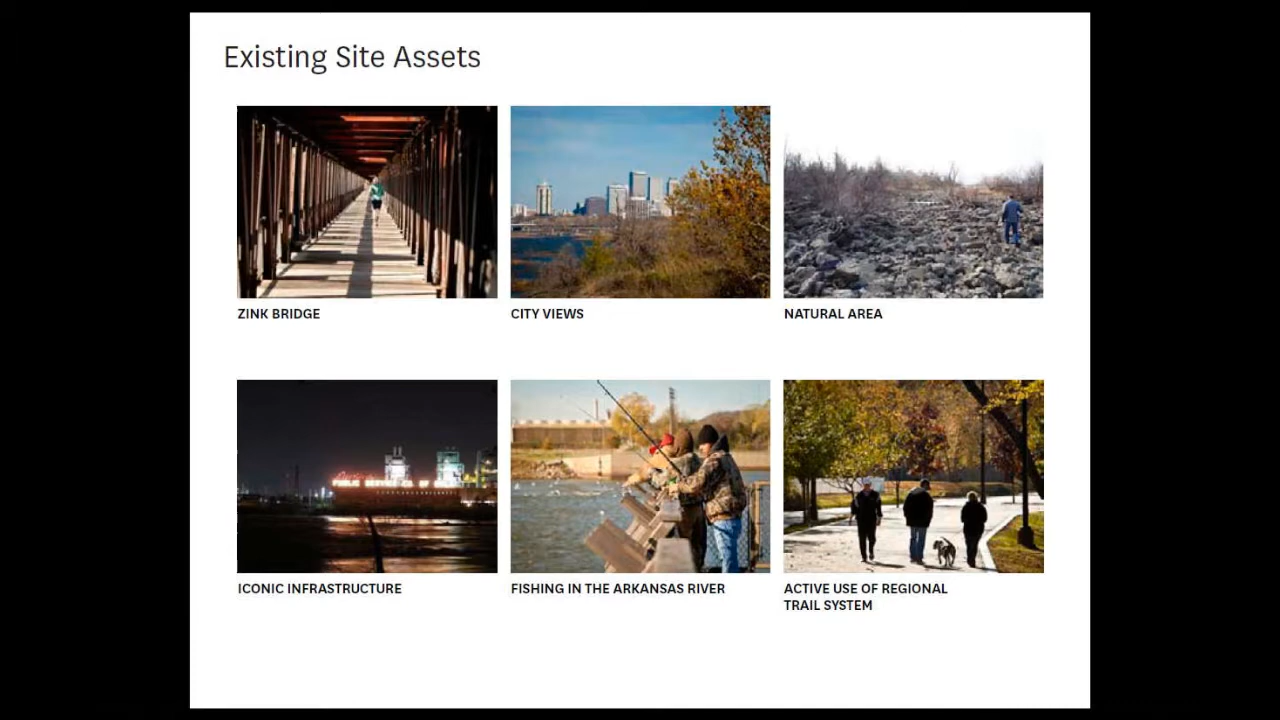 Existing Site Assets
ZINK BRIDGE
CITY VIEWS
NATURAL AREA
ICONIC INFRASTRUCTURE
FISHING IN THE ARKANSAS RIVER
ACTIVE USE OF REGIONAL
TRAIL SYSTEM